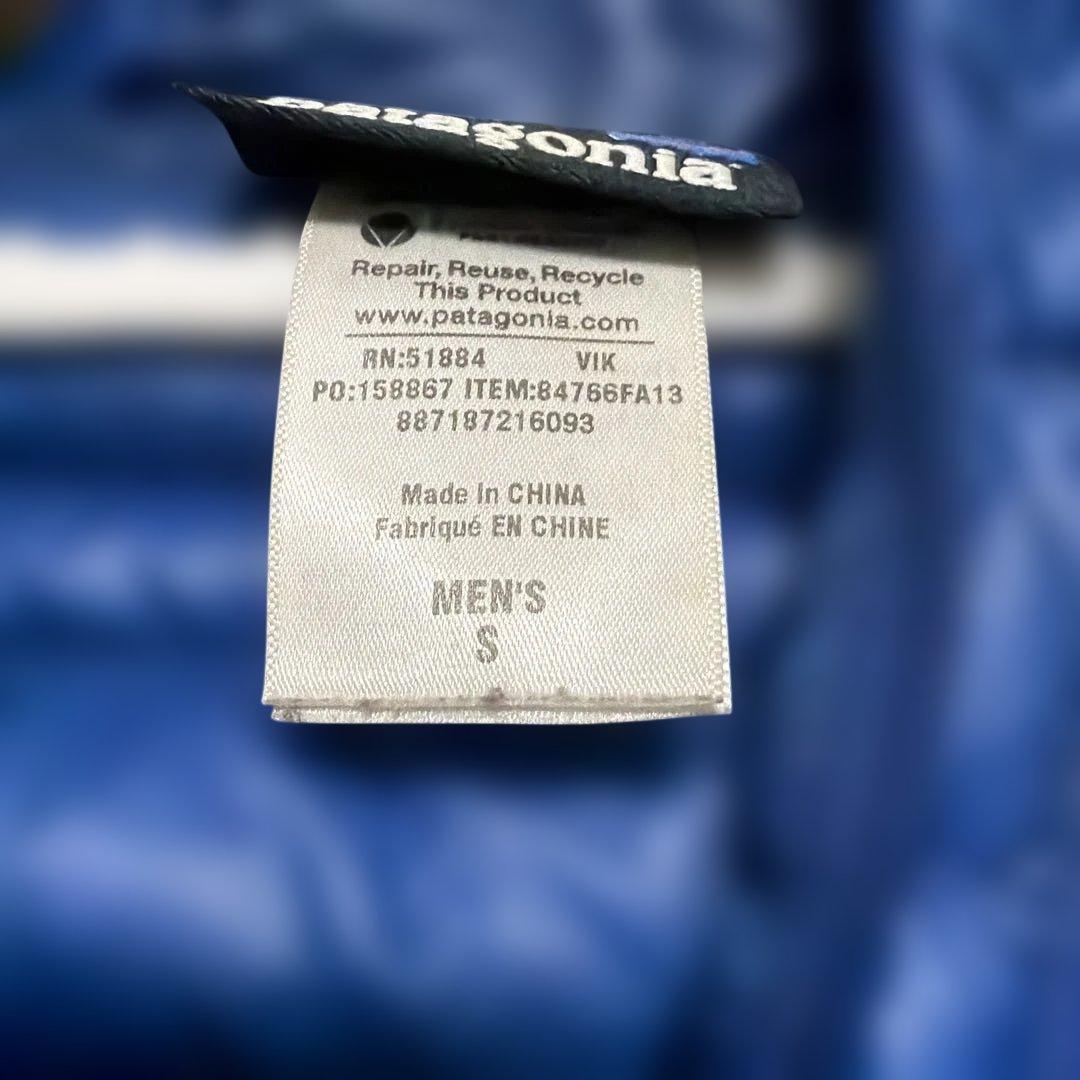 patagonia
Repair, Reuse, Recycle
This Product
www.patagonia.com
RN:51884 VIK
PO:158867 ITEM:84766FA13
887187216093
Made in CHINA
Fabriqué EN CHINE
MEN'S
S